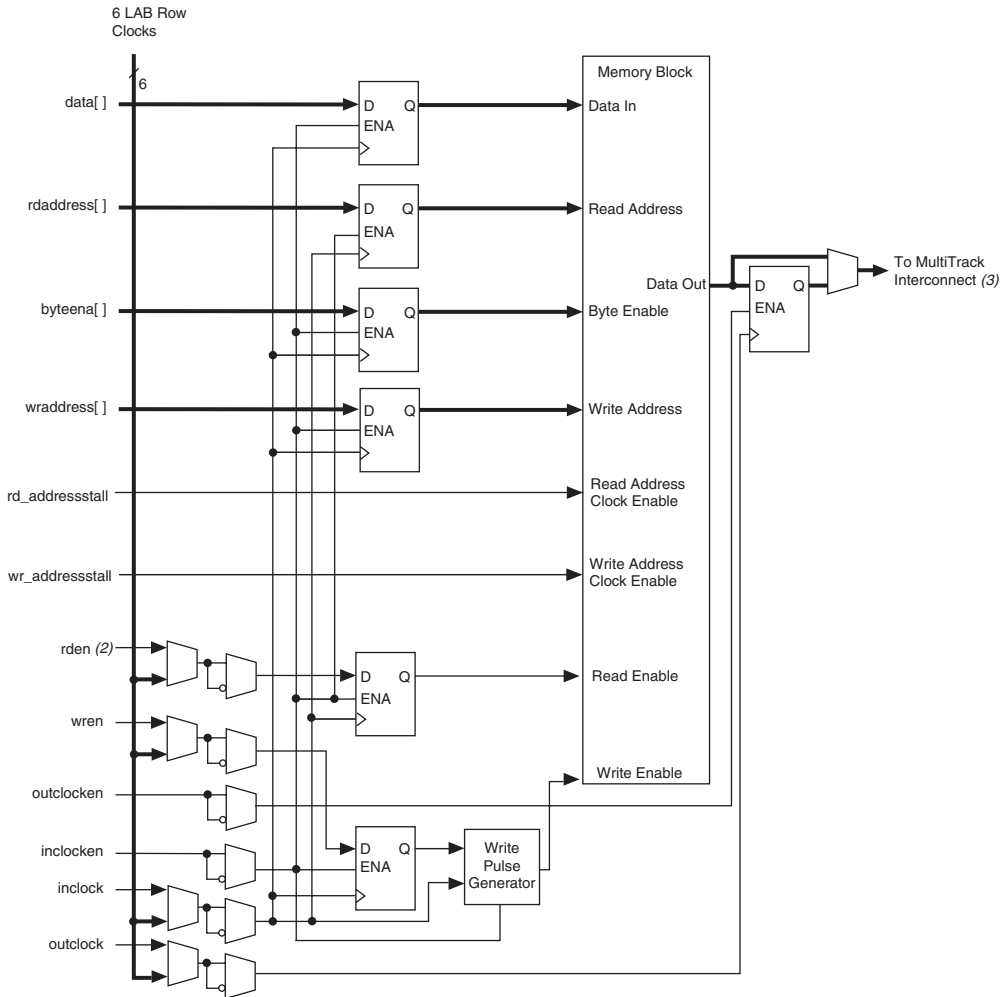 6 LAB Row
Clocks
6
Memory Block
data[ ]
D Q
ENA
Data In
rdaddress[ ]
D Q
ENA
Read Address
To MultiTrack
Interconnect (3)
Data Out
D Q
ENA
byteena[ ]
D Q
ENA
Byte Enable
wraddress[ ]
D Q
ENA
Write Address
rd_addressstall
Read Address
Clock Enable
wr_addressstall
Write Address
Clock Enable
rden (2)
D Q
ENA
Read Enable
wren
Write Enable
outclocken
inclocken
D Q
ENA
Write
Pulse
Generator
inclock
outclock